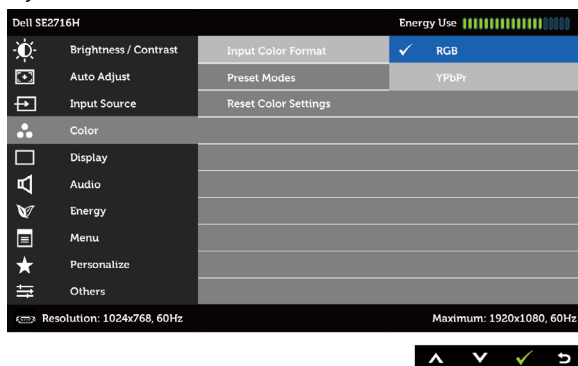 Dell SE2716H Energy Use
Brightness / Contrast Input Color Format RGB
Auto Adjust Preset Modes YPbPr
Input Source Reset Color Settings
Color
Display
Audio
Energy
Menu
Personalize
Others
Resolution: 1024x768, 60Hz Maximum: 1920x1080, 60Hz